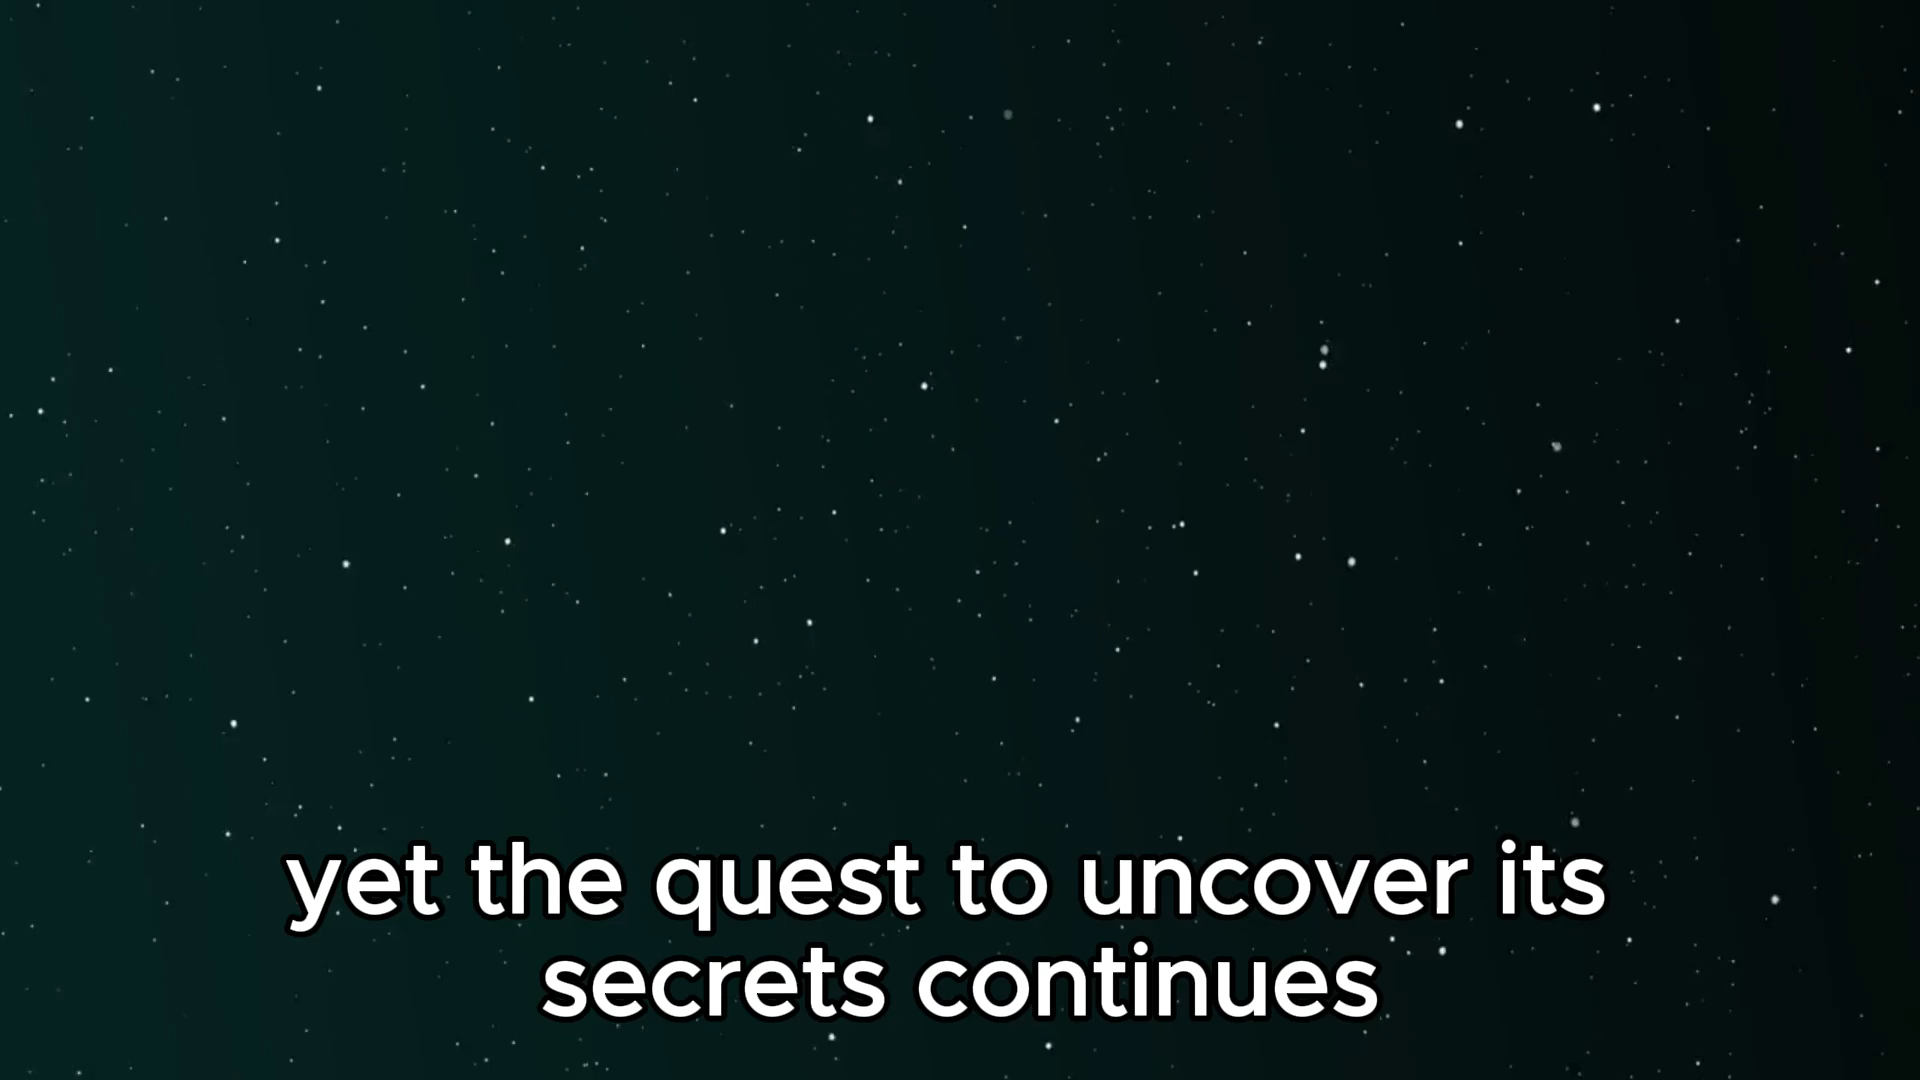 yet the quest to uncover its
secrets continues